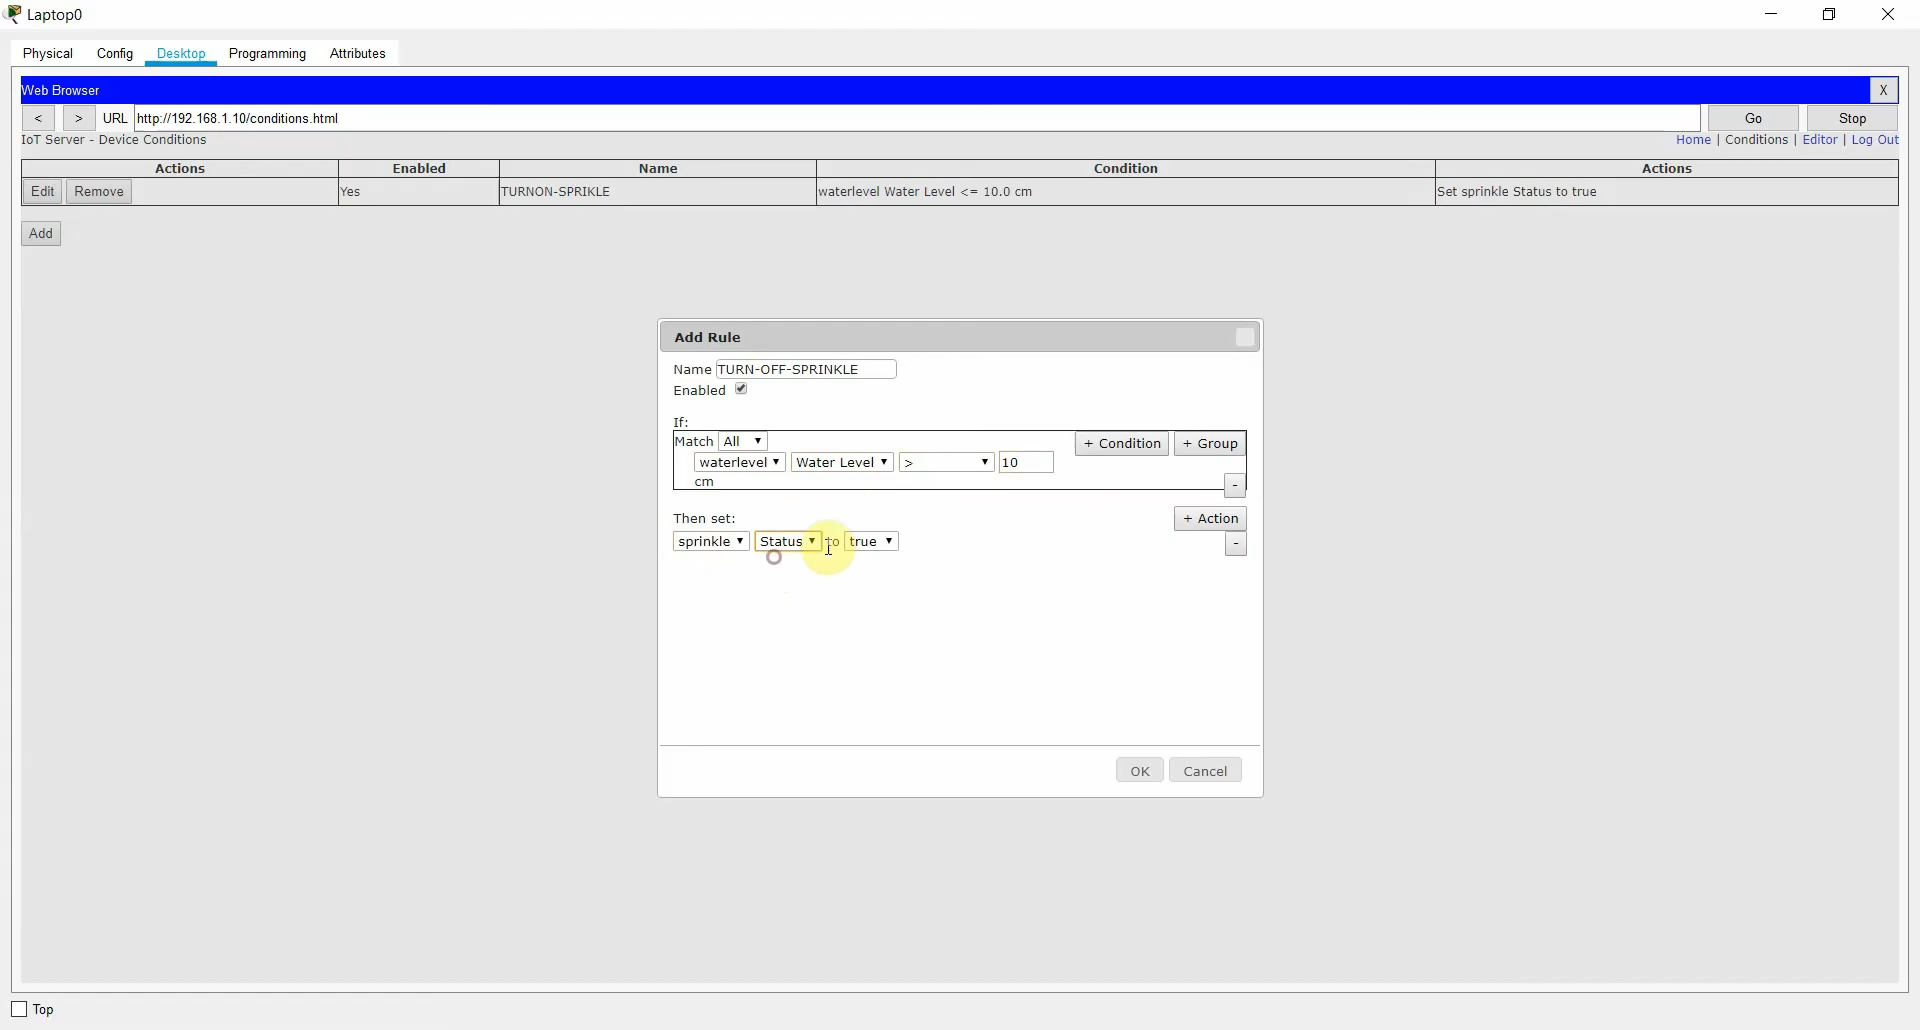 Laptop0
Physical Config Desktop Programming Attributes
Web Browser X
< > URL http://192.168.1.10/conditions.html Go Stop
IoT Server - Device Conditions Home | Conditions | Editor | Log Out
Actions Enabled Name Condition Actions
Edit Remove Yes TURNON-SPRIKLE waterlevel Water Level <= 10.0 cm Set sprinkle Status to true
Add
Add Rule
Name TURN-OFF-SPRINKLE
Enabled
If:
Match All + Condition + Group
waterlevel Water Level > 10
cm
-
Then set: + Action
sprinkle Status to true -
OK Cancel
Top